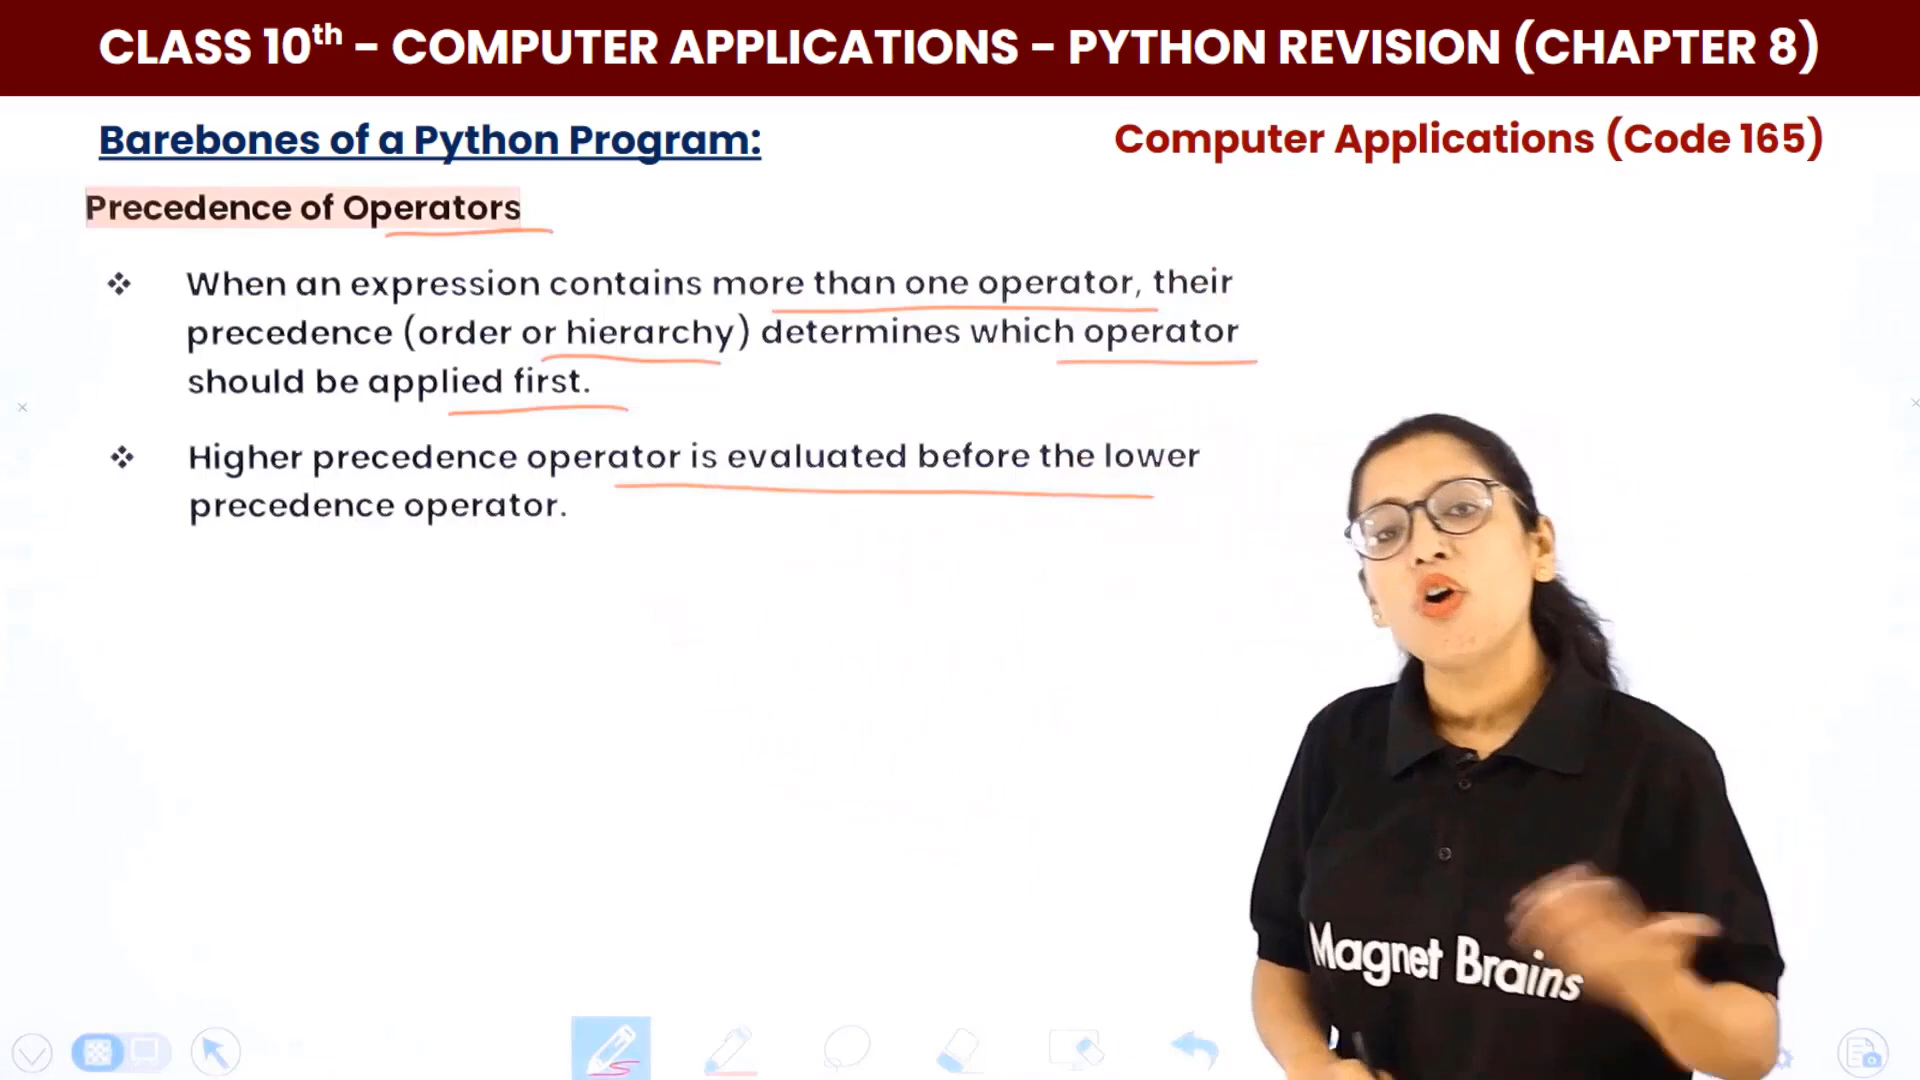 CLASS 10th – COMPUTER APPLICATIONS – PYTHON REVISION (CHAPTER 8)
Barebones of a Python Program:
Computer Applications (Code 165)
Precedence of Operators
❖ When an expression contains more than one operator, their
precedence (order or hierarchy) determines which operator
should be applied first.
❖ Higher precedence operator is evaluated before the lower
precedence operator.
Magnet Brains